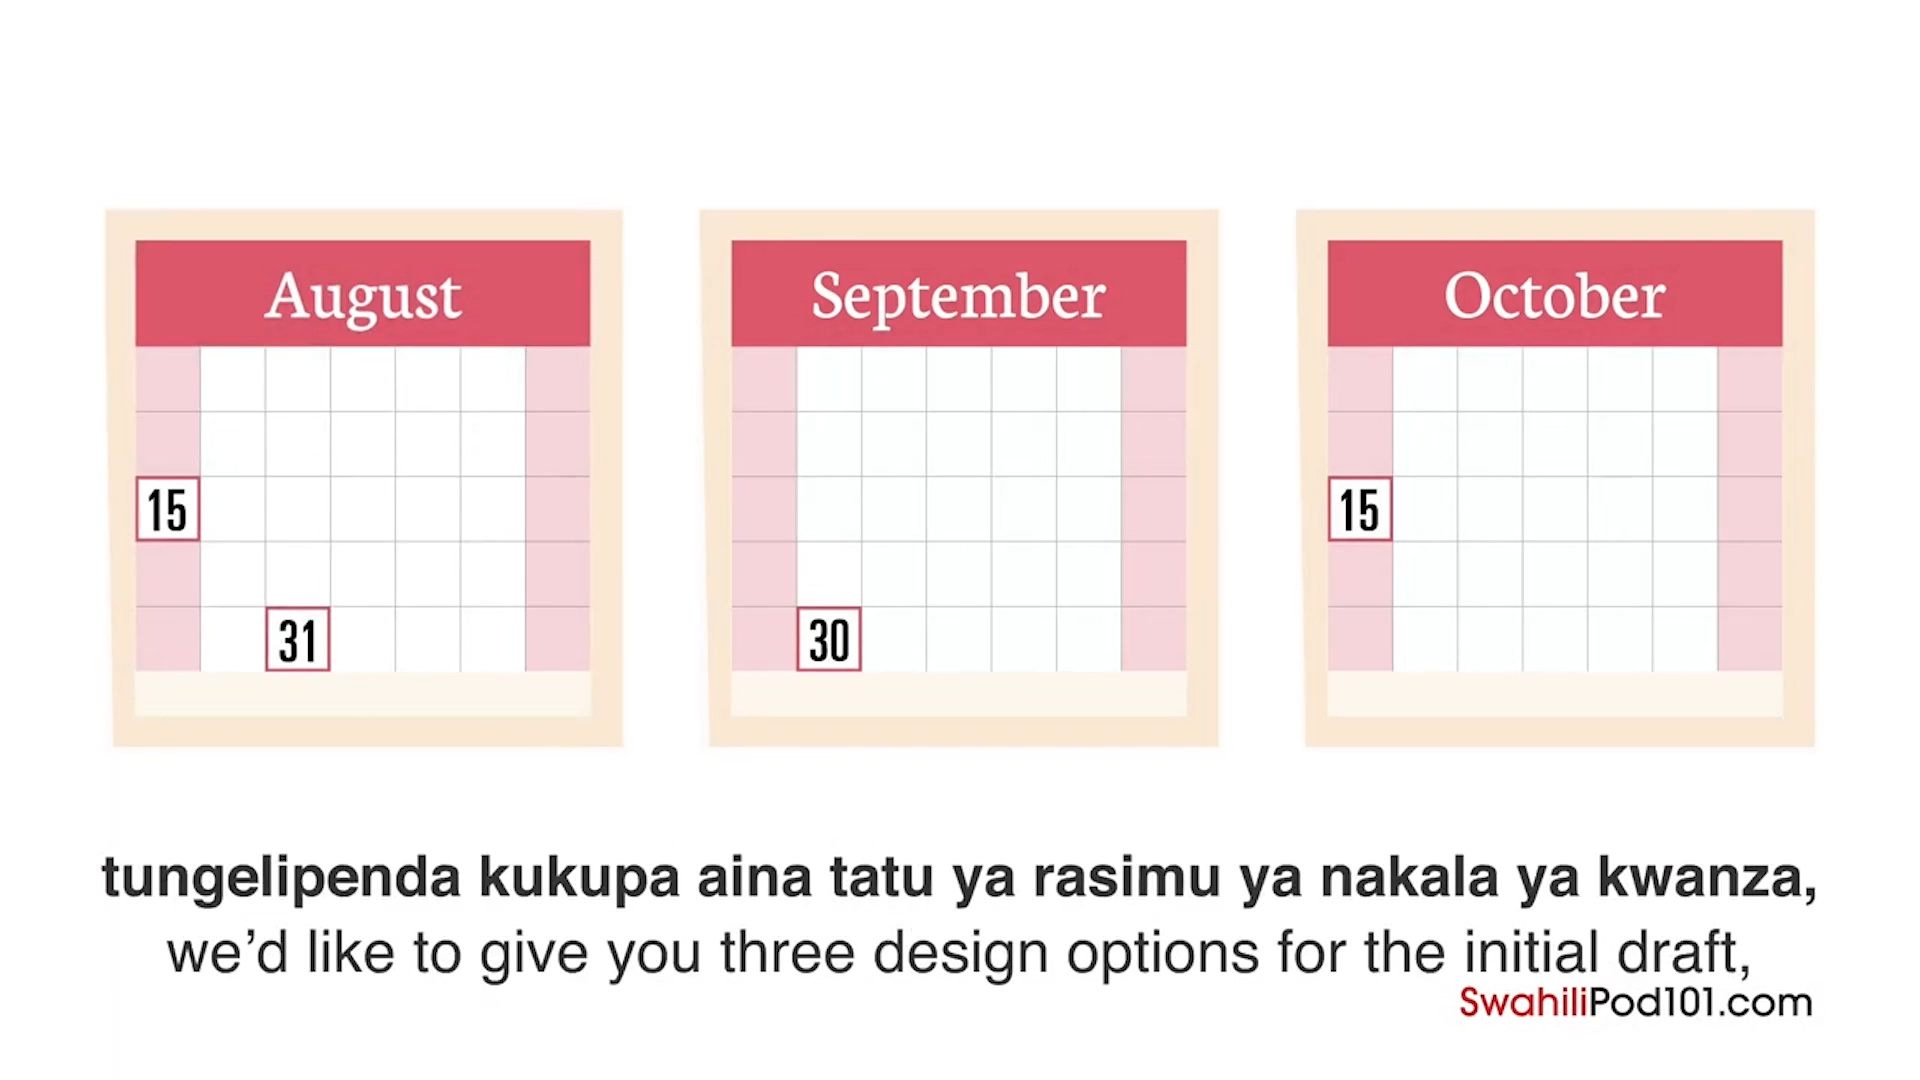 August
September
October
15
15
31
30
tungelipenda kukupa aina tatu ya rasimu ya nakala ya kwanza,
we’d like to give you three design options for the initial draft,
SwahiliPod101.com